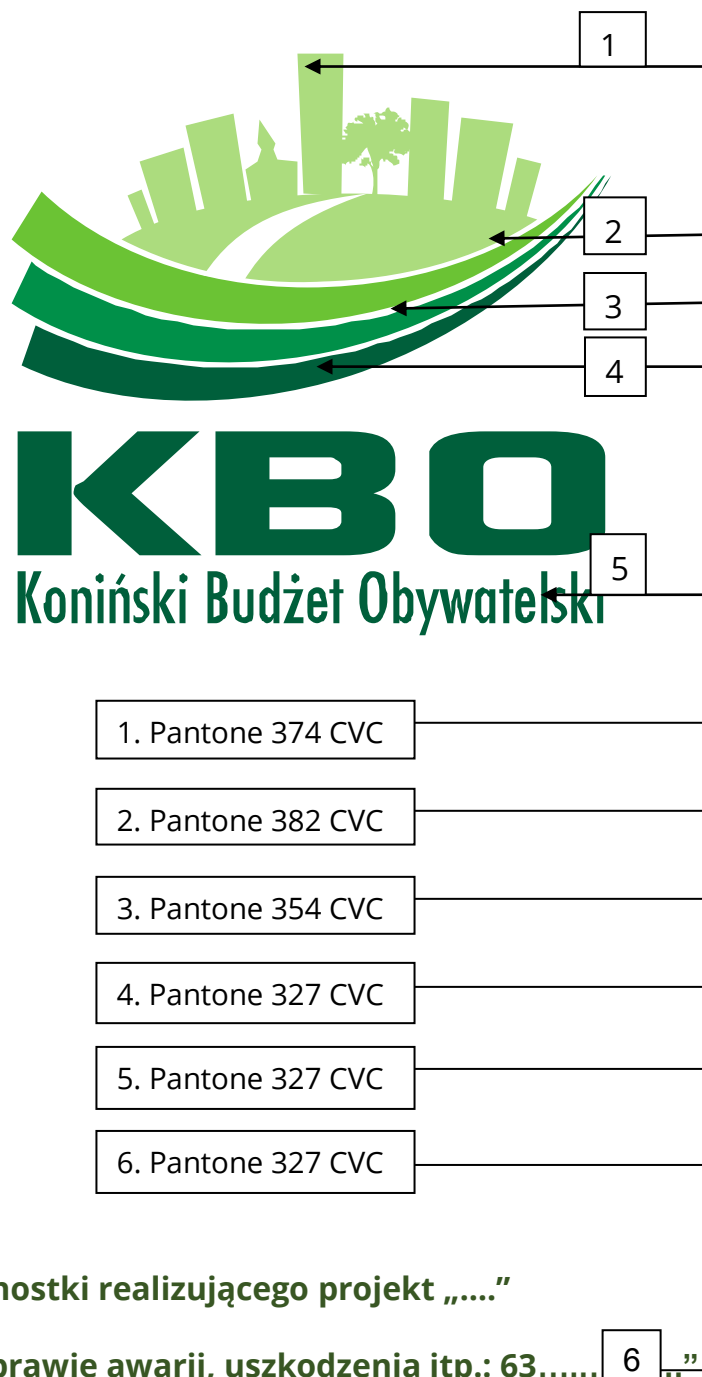 1
2
3
4
KBO
5
Koniński Budżet Obywatelski
1. Pantone 374 CVC
2. Pantone 382 CVC
3. Pantone 354 CVC
4. Pantone 327 CVC
5. Pantone 327 CVC
6. Pantone 327 CVC
nostki realizującego projekt „....”
prawie awarii, uszkodzenia itp.: 63...... 6 ..”